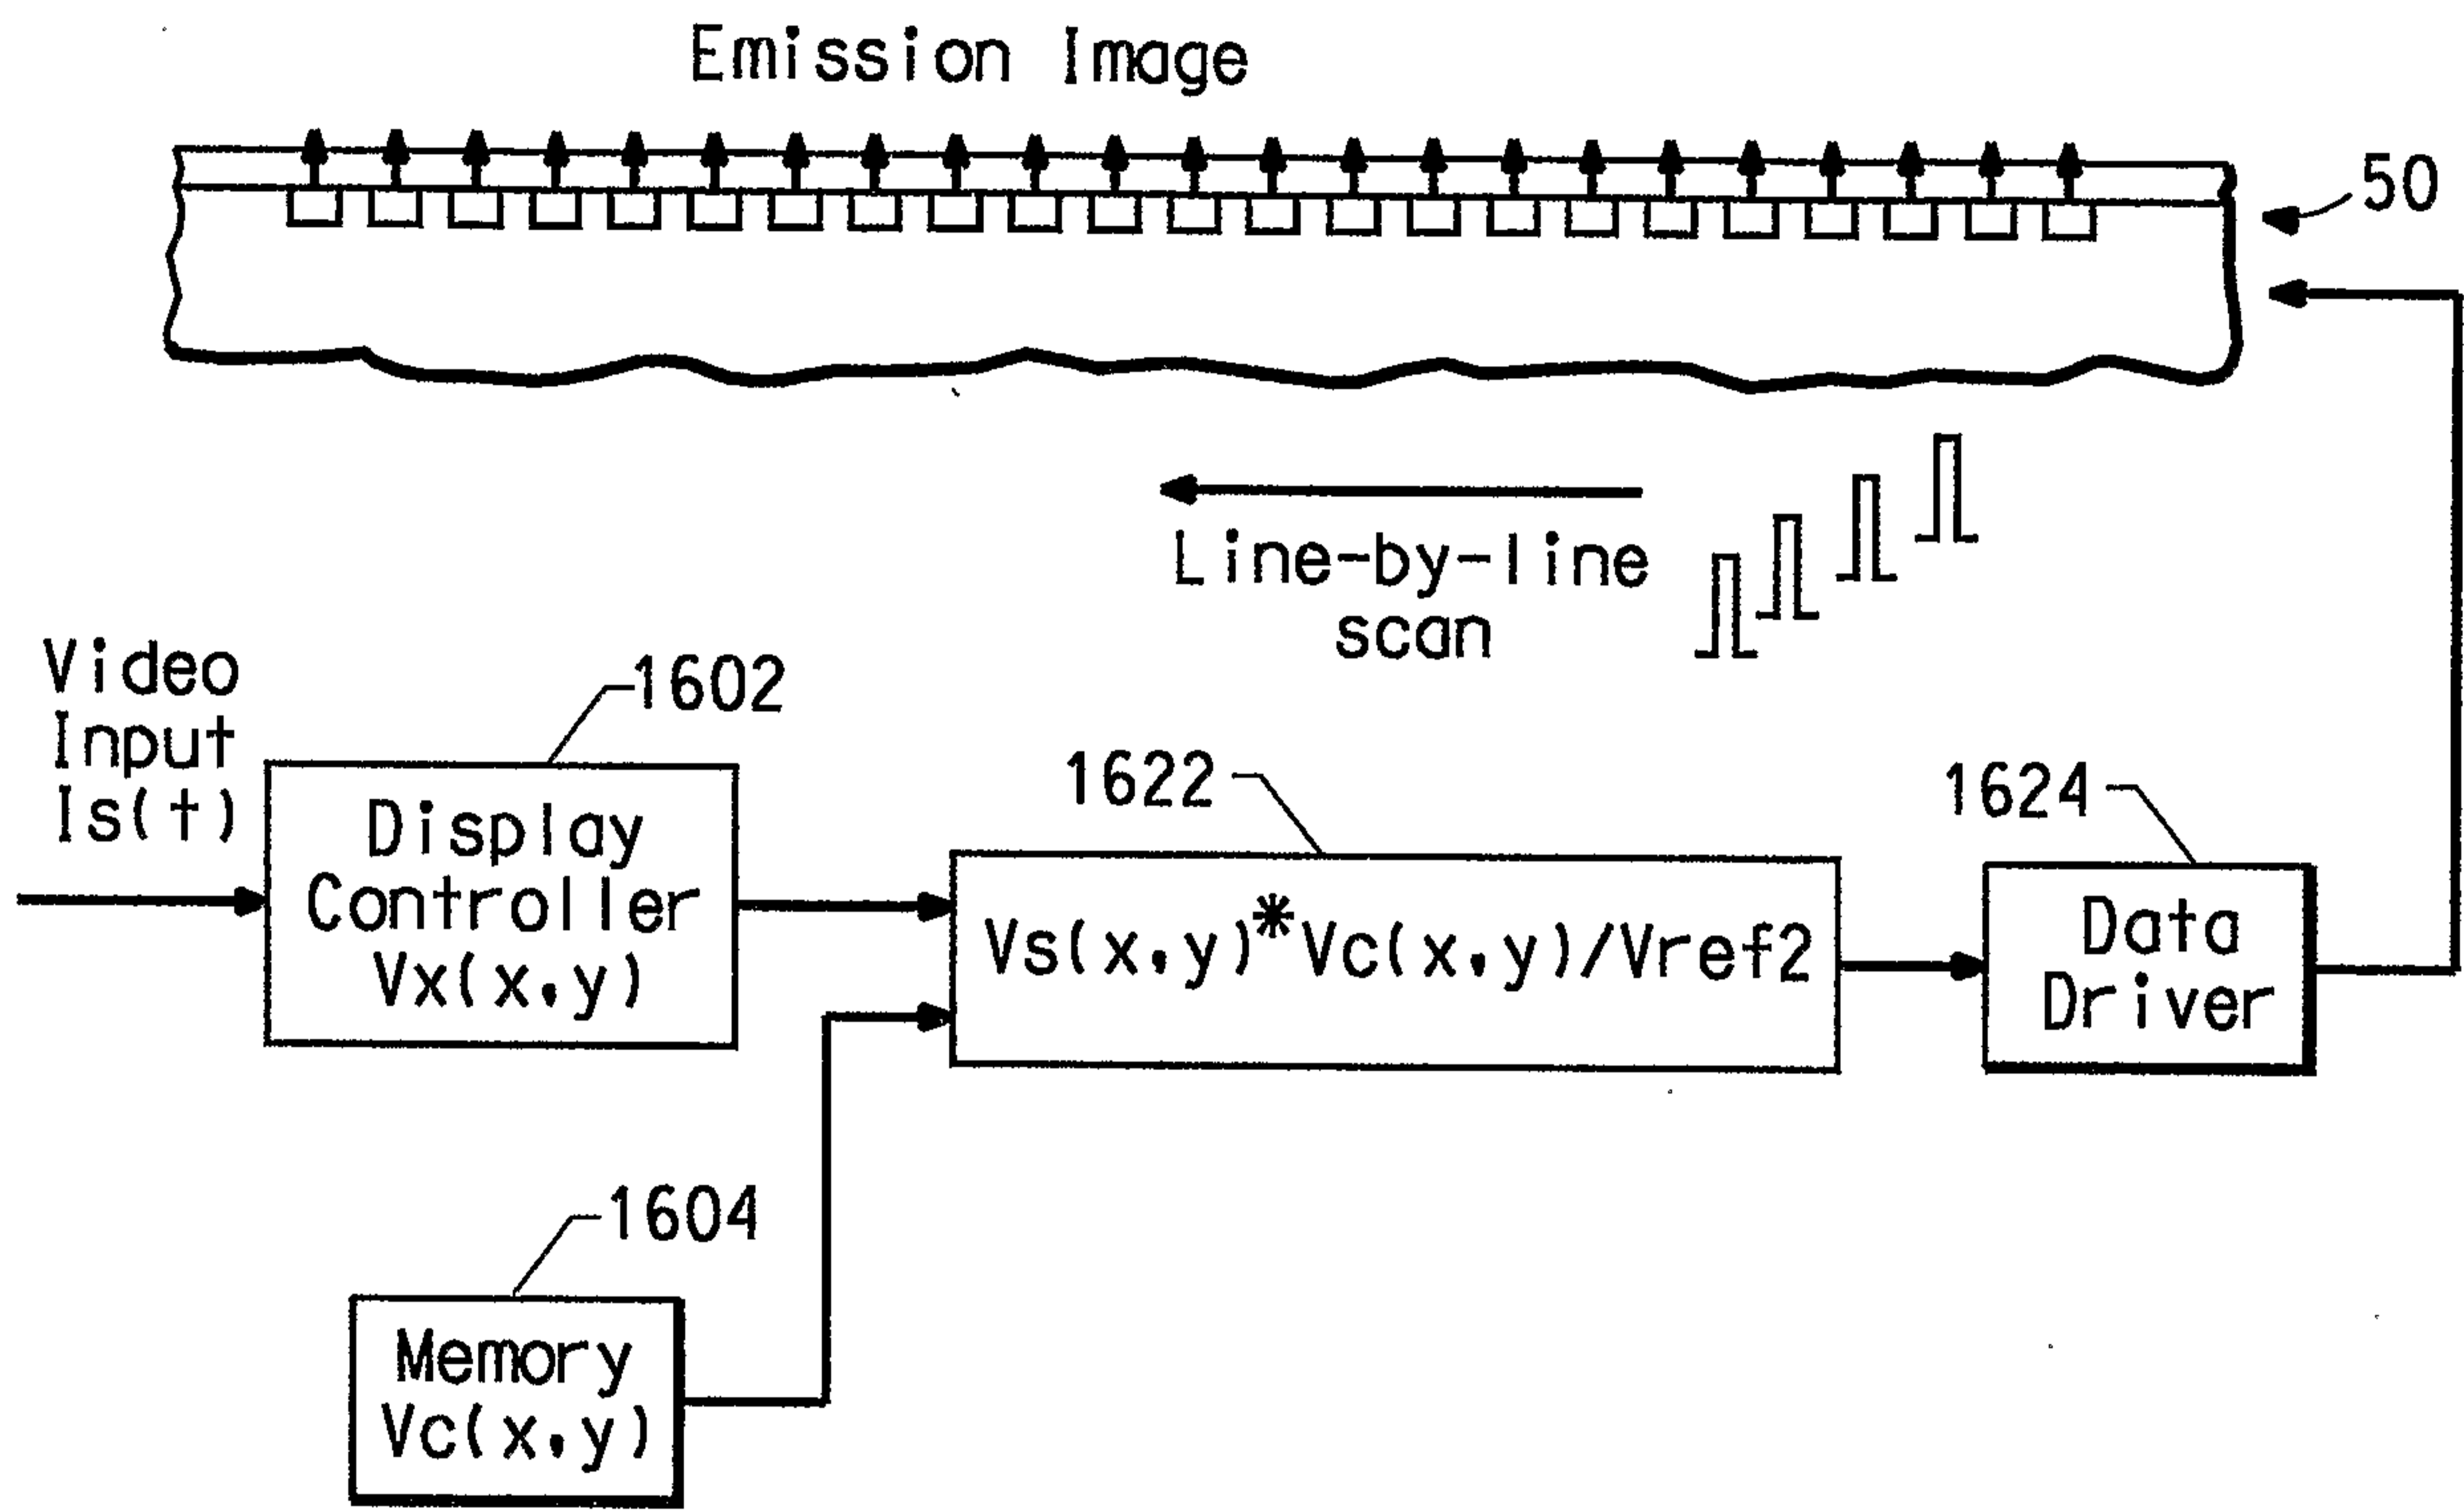 Emission Image
50
Line-by-line
scan
Video
Input
Is(t)
1602
Display
Controller
Vx(x,y)
1622
Vs(x,y)*Vc(x,y)/Vref2
1624
Data
Driver
1604
Memory
Vc(x,y)